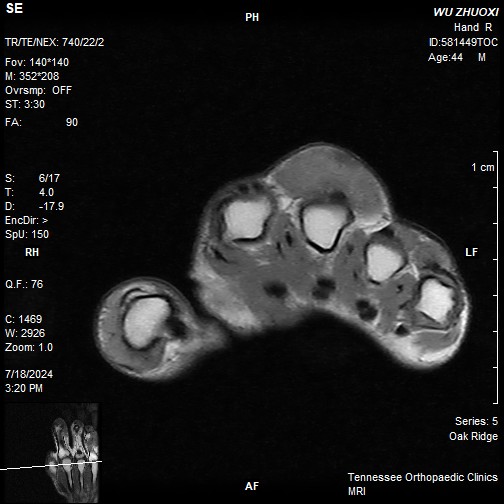 SE
PH
WU ZHUOXI
Hand R
TR/TE/NEX: 740/22/2
ID:581449TOC
Age:44 M
Fov: 140*140
M: 352*208
Ovrsmp: OFF
ST: 3:30
FA: 90
1 cm
S: 6/17
T: 4.0
D: -17.9
EncDir: >
SpU: 150
RH
LF
Q.F.: 76
C: 1469
W: 2926
Zoom: 1.0
7/18/2024
3:20 PM
Series: 5
Oak Ridge
AF
Tennessee Orthopaedic Clinics
MRI